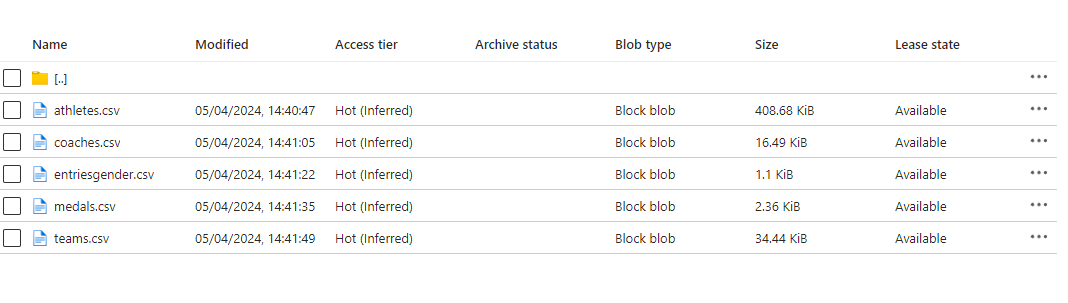 Name Modified Access tier Archive status Blob type Size Lease state
[..] •••
athletes.csv 05/04/2024, 14:40:47 Hot (Inferred) Block blob 408.68 KiB Available •••
coaches.csv 05/04/2024, 14:41:05 Hot (Inferred) Block blob 16.49 KiB Available •••
entriesgender.csv 05/04/2024, 14:41:22 Hot (Inferred) Block blob 1.1 KiB Available •••
medals.csv 05/04/2024, 14:41:35 Hot (Inferred) Block blob 2.36 KiB Available •••
teams.csv 05/04/2024, 14:41:49 Hot (Inferred) Block blob 34.44 KiB Available •••